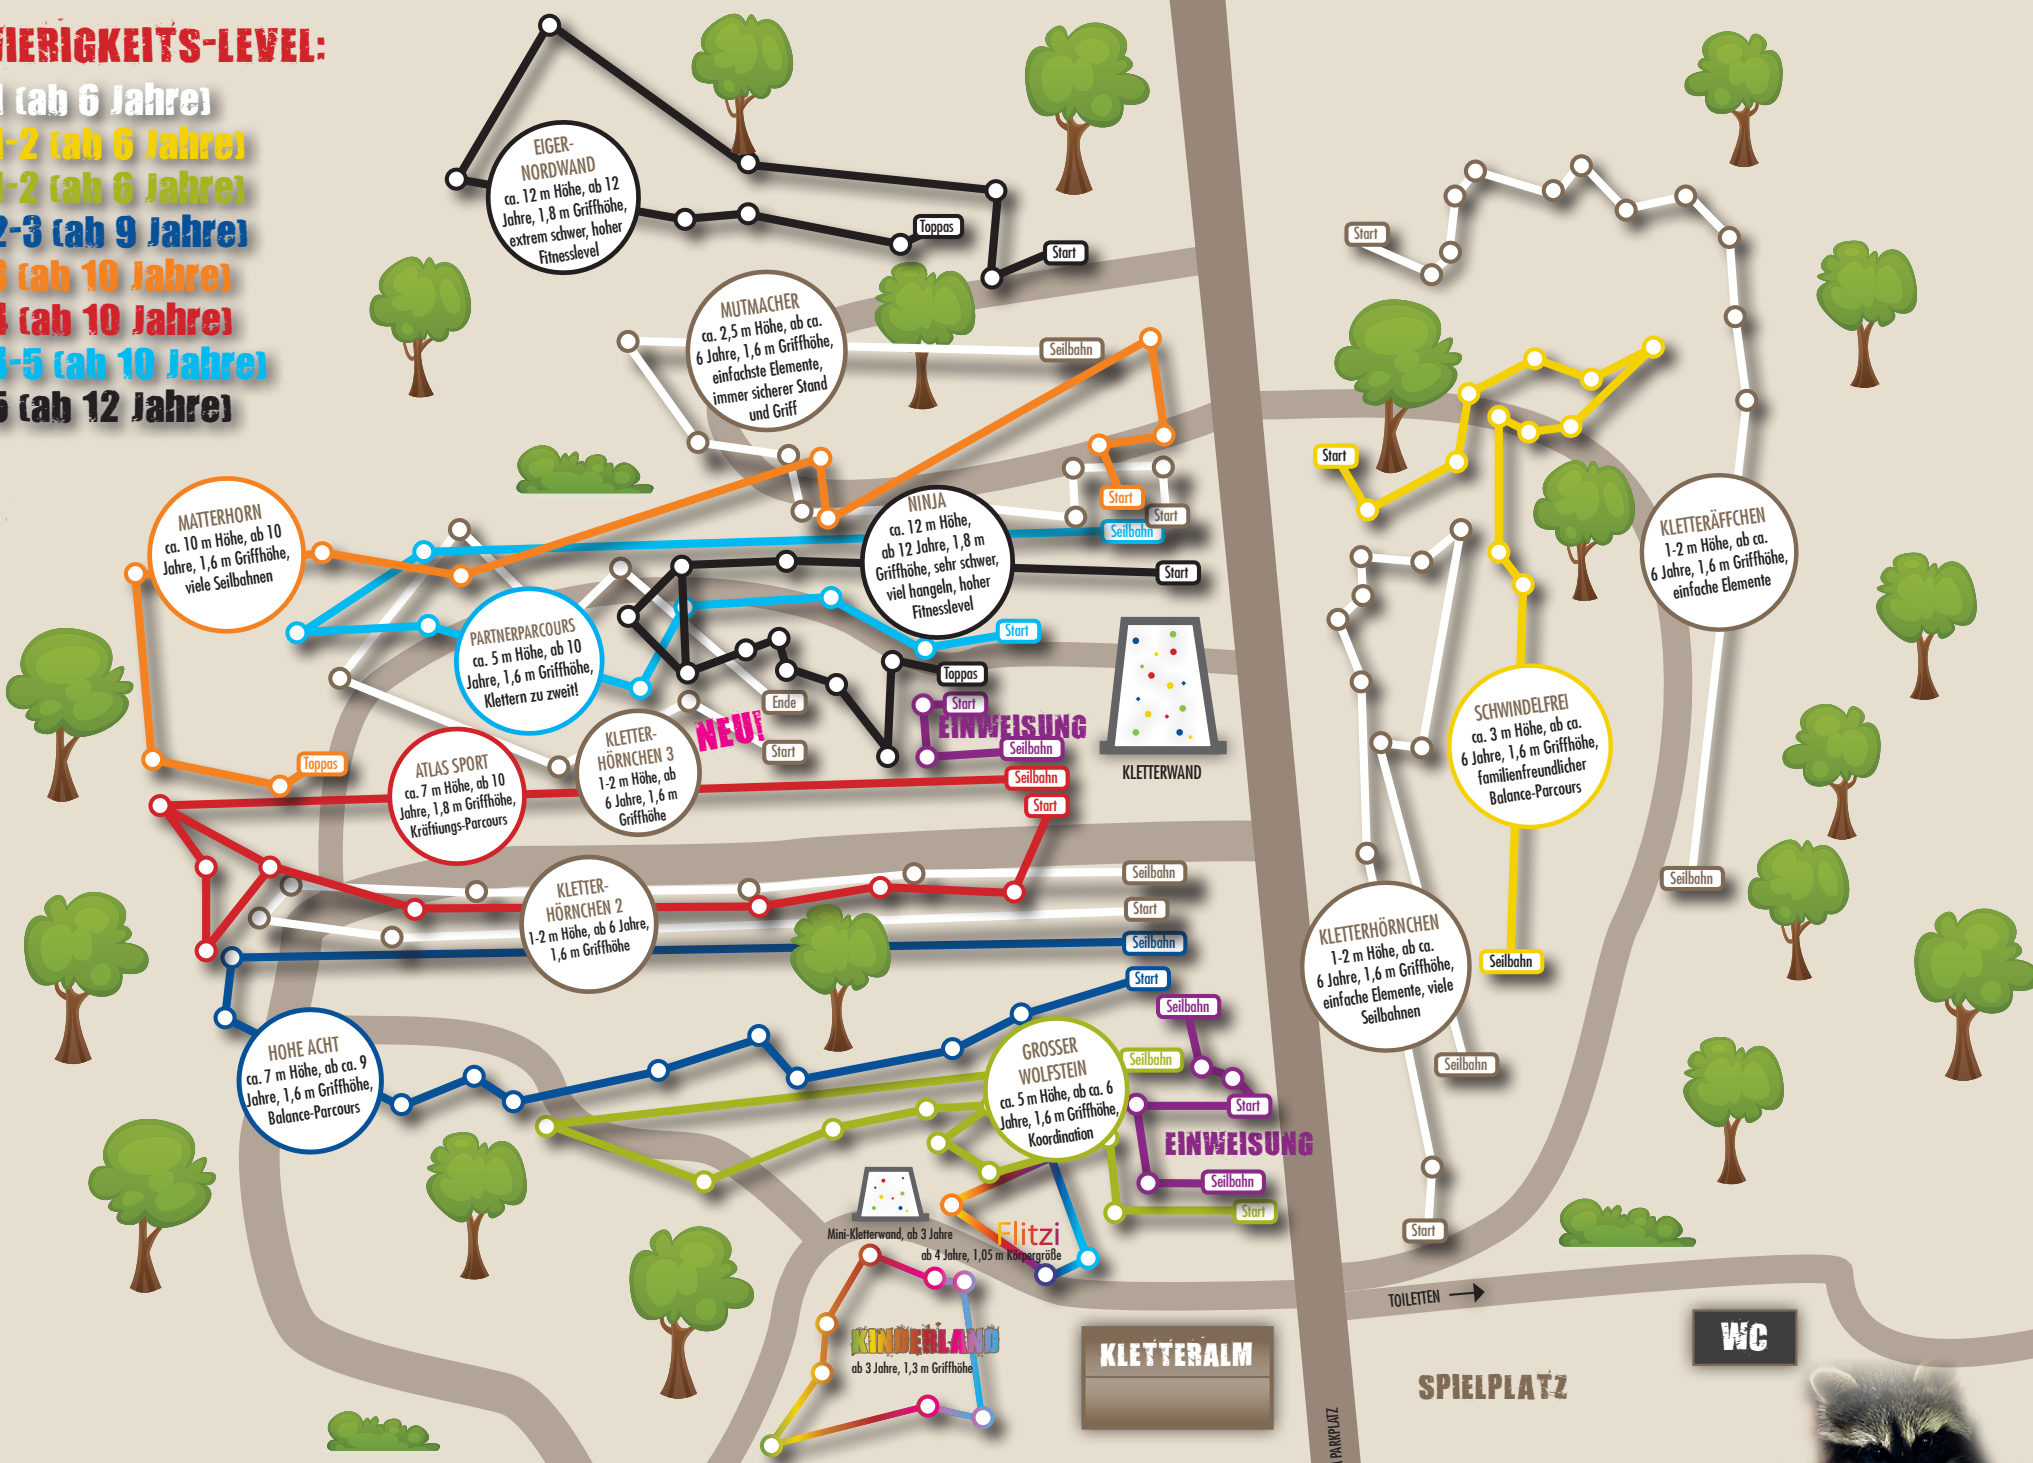 IERIGKEITS-LEVEL:
(ab 6 Jahre)
-2 (ab 6 Jahre)
-2 (ab 6 Jahre)
2-3 (ab 9 Jahre)
(ab 10 Jahre)
(ab 10 Jahre)
-5 (ab 10 Jahre)
(ab 12 Jahre)
EIGER-
NORDWAND
ca. 12 m Höhe, ab 12
Jahre, 1,8 m Griffhöhe,
extrem schwer, hoher
Fitnesslevel
Toppas
Start
MUTMACHER
ca. 2,5 m Höhe, ab ca.
6 Jahre, 1,6 m Griffhöhe,
einfachste Elemente,
immer sicherer Stand
und Griff
Seilbahn
Start
Start
Seilbahn
MATTERHORN
ca. 10 m Höhe, ab 10
Jahre, 1,6 m Griffhöhe,
viele Seilbahnen
Toppas
NINJA
ca. 12 m Höhe,
ab 12 Jahre, 1,8 m
Griffhöhe, sehr schwer,
viel hangeln, hoher
Fitnesslevel
Start
Start
Toppas
PARTNERPARCOURS
ca. 5 m Höhe, ab 10
Jahre, 1,6 m Griffhöhe,
Klettern zu zweit!
Ende
NEU!
Start
KLETTER-
HÖRNCHEN 3
1-2 m Höhe, ab
6 Jahre, 1,6 m
Griffhöhe
Start
EINWEISUNG
Seilbahn
KLETTERWAND
ATLAS SPORT
ca. 7 m Höhe, ab 10
Jahre, 1,8 m Griffhöhe,
Kräftiungs-Parcours
Seilbahn
Start
KLETTER-
HÖRNCHEN 2
1-2 m Höhe, ab 6 Jahre,
1,6 m Griffhöhe
Seilbahn
Start
Seilbahn
Start
HOHE ACHT
ca. 7 m Höhe, ab ca. 9
Jahre, 1,6 m Griffhöhe,
Balance-Parcours
GROSSER
WOLFSTEIN
ca. 5 m Höhe, ab ca. 6
Jahre, 1,6 m Griffhöhe,
Koordination
Seilbahn
Seilbahn
Start
EINWEISUNG
Seilbahn
Start
Mini-Kletterwand, ab 3 Jahre
Flitzi
ab 4 Jahre, 1,05 m Körpergröße
KINDERLAND
ab 3 Jahre, 1,3 m Griffhöhe
KLETTERALM
Start
Start
KLETTERÄFFCHEN
1-2 m Höhe, ab ca.
6 Jahre, 1,6 m Griffhöhe,
einfache Elemente
Seilbahn
SCHWINDELFREI
ca. 3 m Höhe, ab ca.
6 Jahre, 1,6 m Griffhöhe,
familienfreundlicher
Balance-Parcours
Seilbahn
KLETTERHÖRNCHEN
1-2 m Höhe, ab ca.
6 Jahre, 1,6 m Griffhöhe,
einfache Elemente, viele
Seilbahnen
Seilbahn
Start
TOILETTEN
WC
SPIELPLATZ
PARKPLATZ